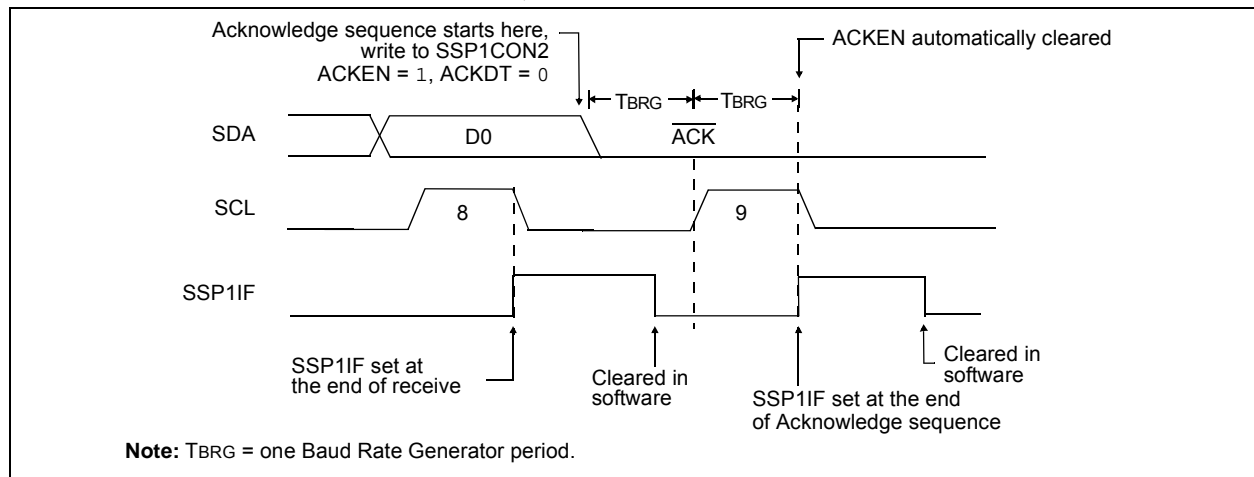 Acknowledge sequence starts here,
write to SSP1CON2
ACKEN = 1, ACKDT = 0
ACKEN automatically cleared
TBRG
TBRG
SDA
D0
ACK
SCL
8
9
SSP1IF
SSP1IF set at
the end of receive
Cleared in
software
SSP1IF set at the end
of Acknowledge sequence
Cleared in
software
Note: TBRG = one Baud Rate Generator period.